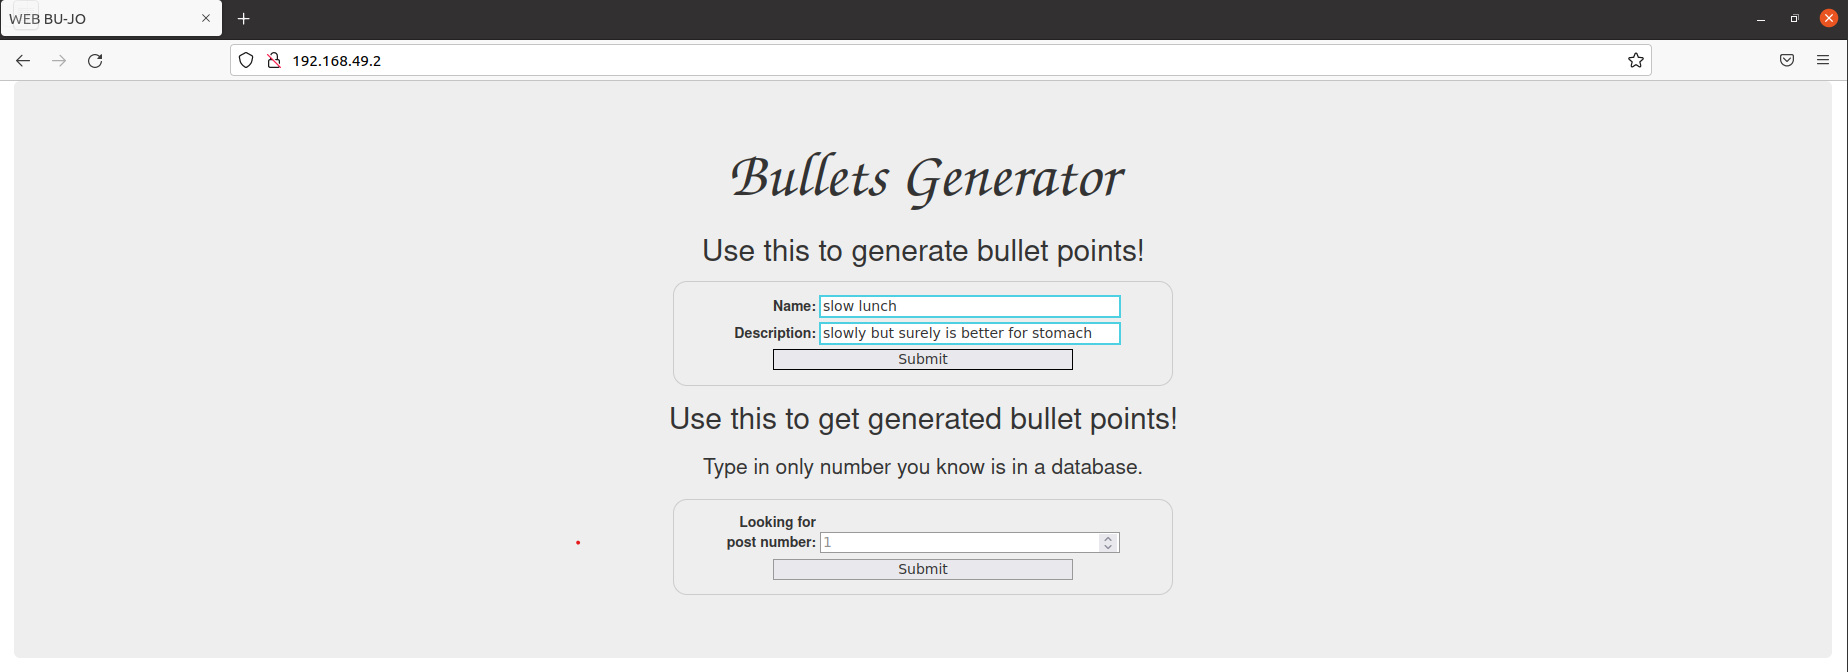 WEB BU-JO
192.168.49.2
Bullets Generator
Use this to generate bullet points!
Name: slow lunch
Description: slowly but surely is better for stomach
Submit
Use this to get generated bullet points!
Type in only number you know is in a database.
Looking for
post number: 1
Submit